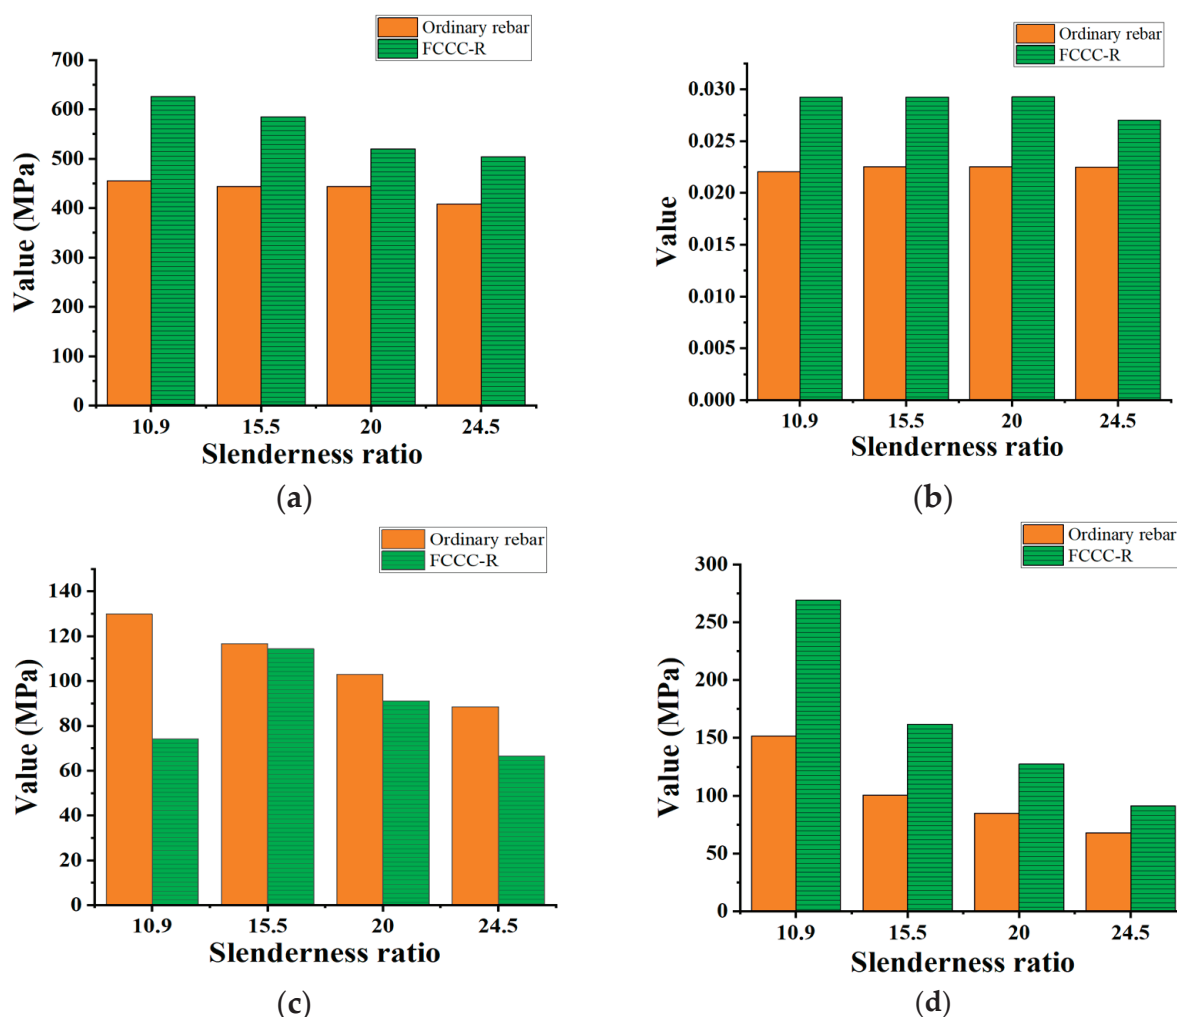 Ordinary rebar
FCCC-R
700
600
500
400
300
200
100
0
Value (MPa)
10.9 15.5 20 24.5
Slenderness ratio
(a)
Ordinary rebar
FCCC-R
0.030
0.025
0.020
0.015
0.010
0.005
0.000
Value
10.9 15.5 20 24.5
Slenderness ratio
(b)
Ordinary rebar
FCCC-R
140
120
100
80
60
40
20
0
Value (MPa)
10.9 15.5 20 24.5
Slenderness ratio
(c)
Ordinary rebar
FCCC-R
300
250
200
150
100
50
0
Value (MPa)
10.9 15.5 20 24.5
Slenderness ratio
(d)